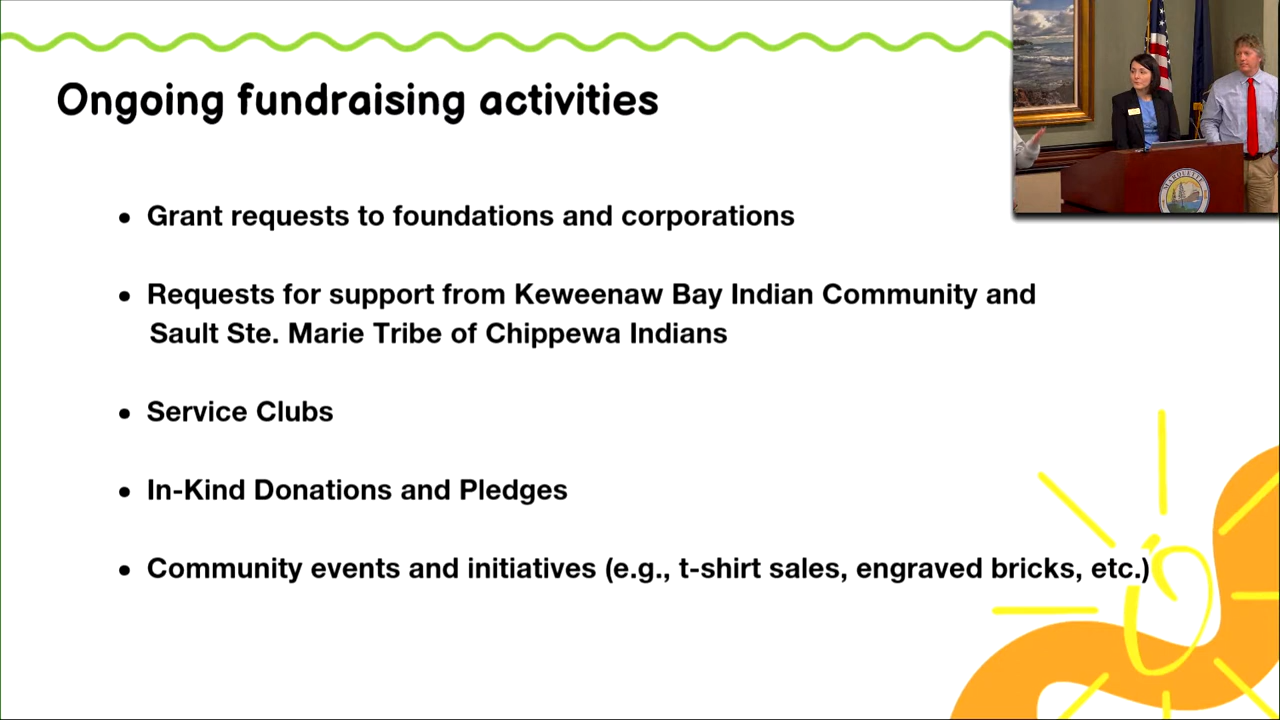 Ongoing fundraising activities
• Grant requests to foundations and corporations
• Requests for support from Keweenaw Bay Indian Community and
Sault Ste. Marie Tribe of Chippewa Indians
• Service Clubs
• In-Kind Donations and Pledges
• Community events and initiatives (e.g., t-shirt sales, engraved bricks, etc.)
MARQUETTE